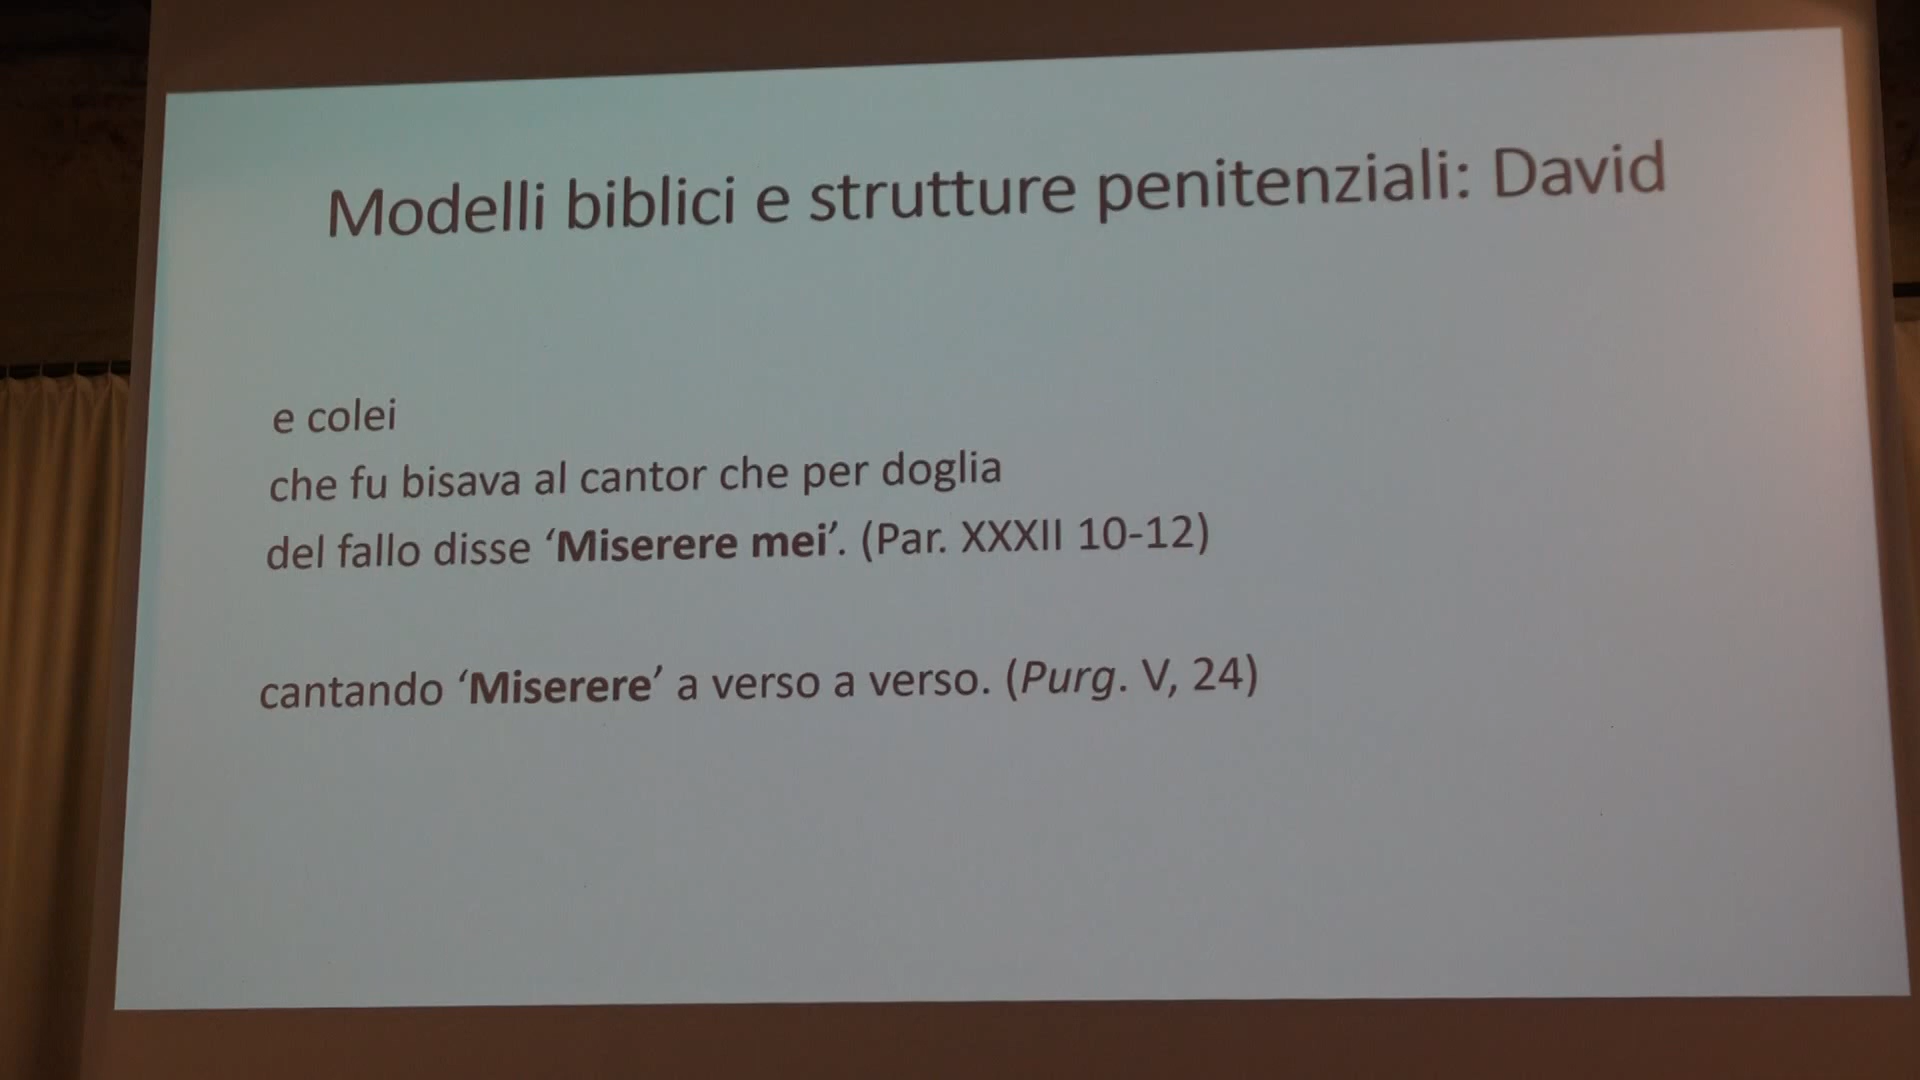 Modelli biblici e strutture penitenziali: David
e colei
che fu bisava al cantor che per doglia
del fallo disse ‘Miserere mei’. (Par. XXXII 10-12)
cantando ‘Miserere’ a verso a verso. (Purg. V, 24)